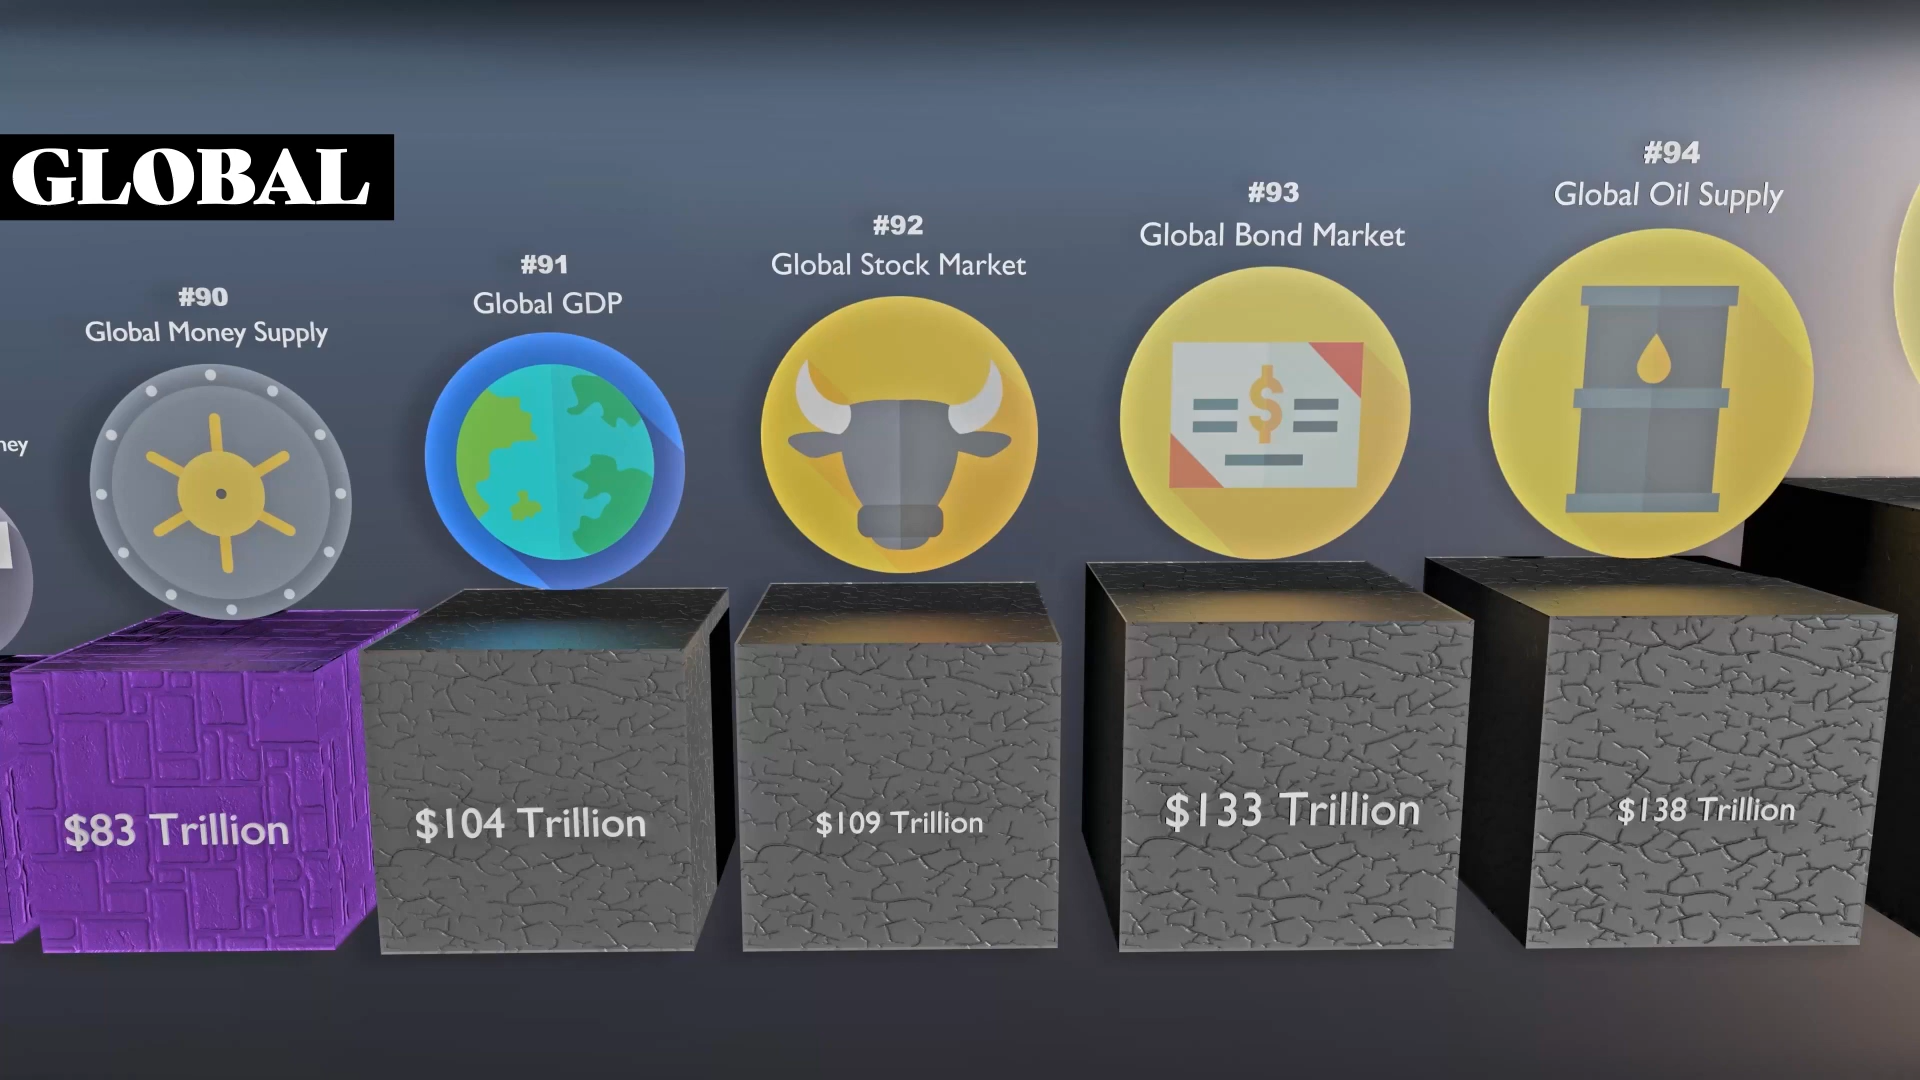 GLOBAL
#90
Global Money Supply
$83 Trillion
#91
Global GDP
$104 Trillion
#92
Global Stock Market
$109 Trillion
#93
Global Bond Market
$133 Trillion
#94
Global Oil Supply
$138 Trillion